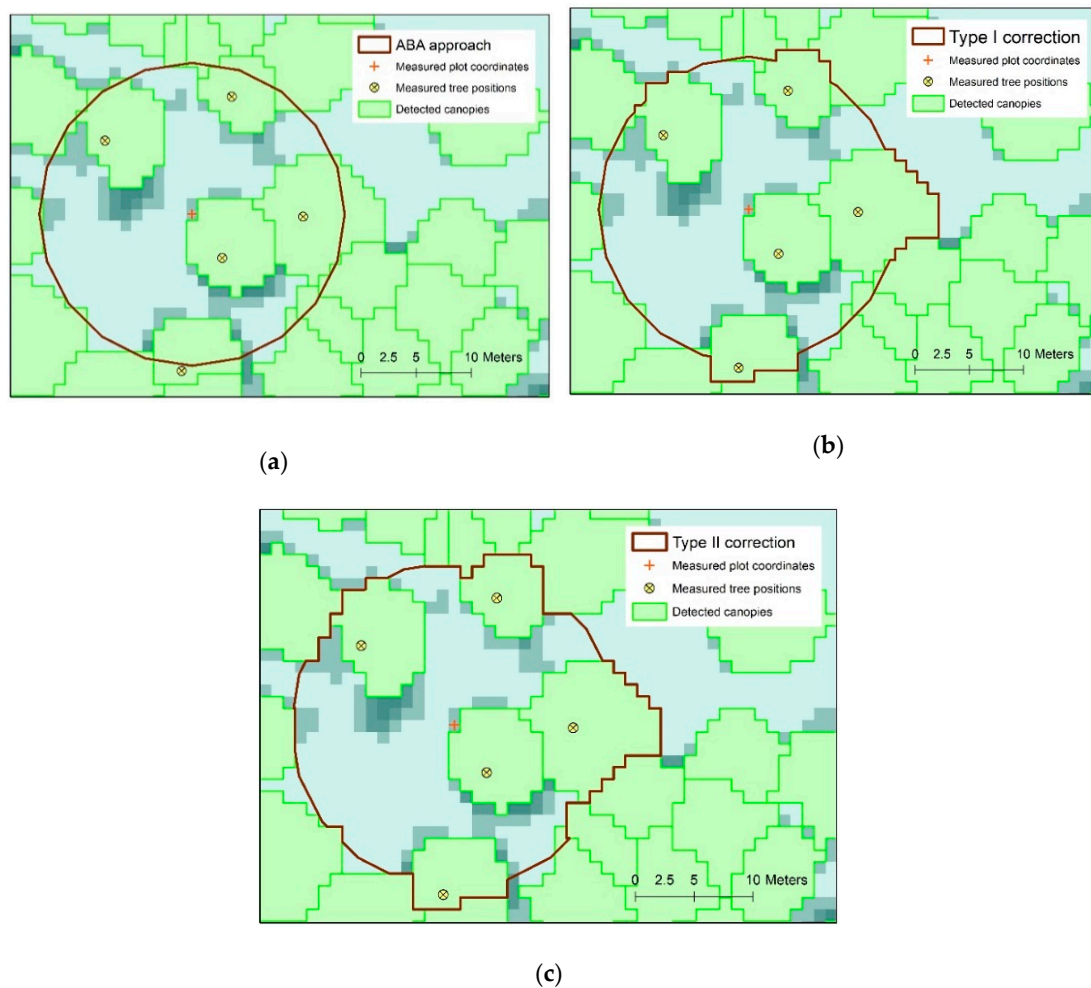 ABA approach
Measured plot coordinates
Measured tree positions
Detected canopies
0 2.5 5 10 Meters
(a)
Type I correction
Measured plot coordinates
Measured tree positions
Detected canopies
0 2.5 5 10 Meters
(b)
Type II correction
Measured plot coordinates
Measured tree positions
Detected canopies
0 2.5 5 10 Meters
(c)